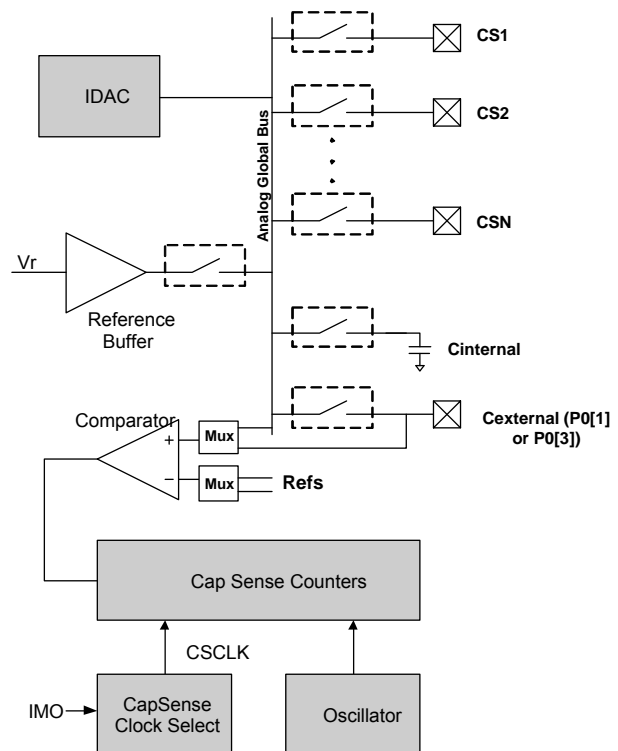 CS1
IDAC
CS2
Analog Global Bus
CSN
Vr
Reference
Buffer
Cinternal
Comparator
Cexternal (P0[1]
or P0[3])
+
Mux
−
Mux
Refs
Cap Sense Counters
CSCLK
IMO
CapSense
Clock Select
Oscillator